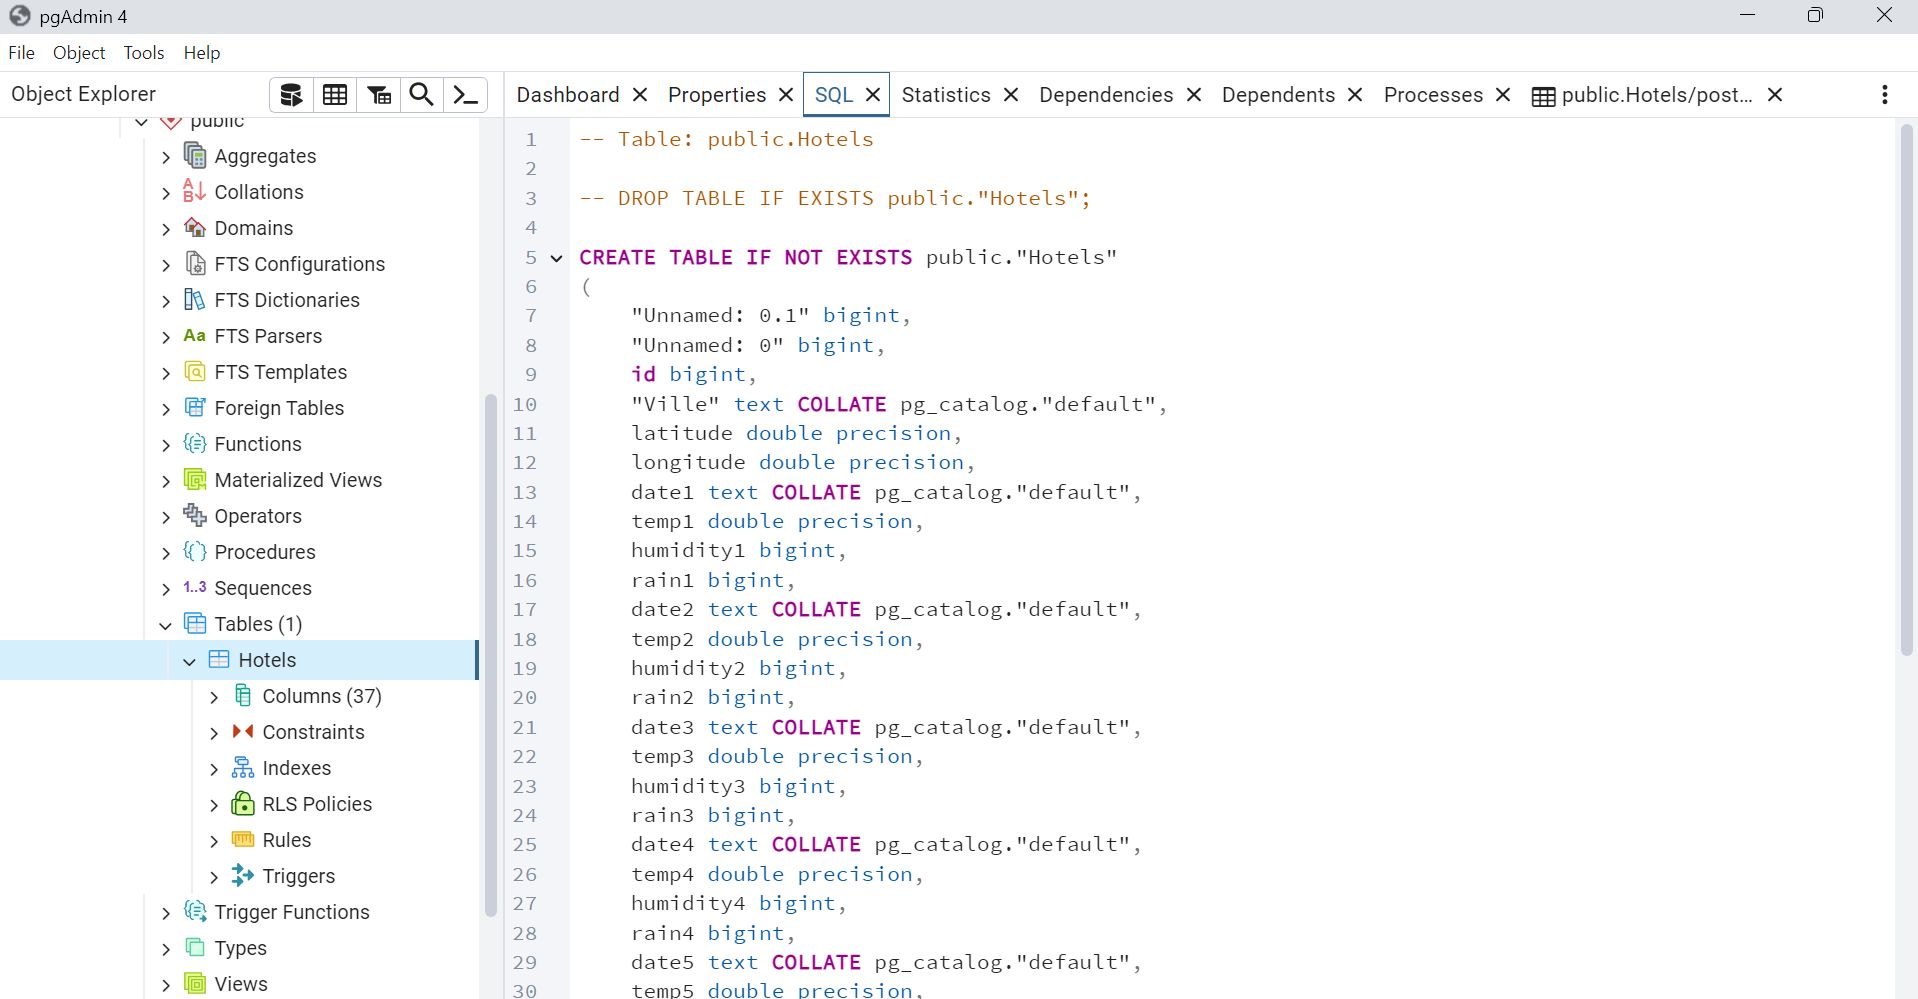 pgAdmin 4
File Object Tools Help
Object Explorer
Dashboard Properties SQL Statistics Dependencies Dependents Processes public.Hotels/post...
public
Aggregates
Collations
Domains
FTS Configurations
FTS Dictionaries
Aa FTS Parsers
FTS Templates
Foreign Tables
Functions
Materialized Views
Operators
Procedures
1..3 Sequences
Tables (1)
Hotels
Columns (37)
Constraints
Indexes
RLS Policies
Rules
Triggers
Trigger Functions
Types
Views
1 -- Table: public.Hotels
2
3 -- DROP TABLE IF EXISTS public."Hotels";
4
5 CREATE TABLE IF NOT EXISTS public."Hotels"
6 (
7 "Unnamed: 0.1" bigint,
8 "Unnamed: 0" bigint,
9 id bigint,
10 "Ville" text COLLATE pg_catalog."default",
11 latitude double precision,
12 longitude double precision,
13 date1 text COLLATE pg_catalog."default",
14 temp1 double precision,
15 humidity1 bigint,
16 rain1 bigint,
17 date2 text COLLATE pg_catalog."default",
18 temp2 double precision,
19 humidity2 bigint,
20 rain2 bigint,
21 date3 text COLLATE pg_catalog."default",
22 temp3 double precision,
23 humidity3 bigint,
24 rain3 bigint,
25 date4 text COLLATE pg_catalog."default",
26 temp4 double precision,
27 humidity4 bigint,
28 rain4 bigint,
29 date5 text COLLATE pg_catalog."default",
30 temp5 double precision,